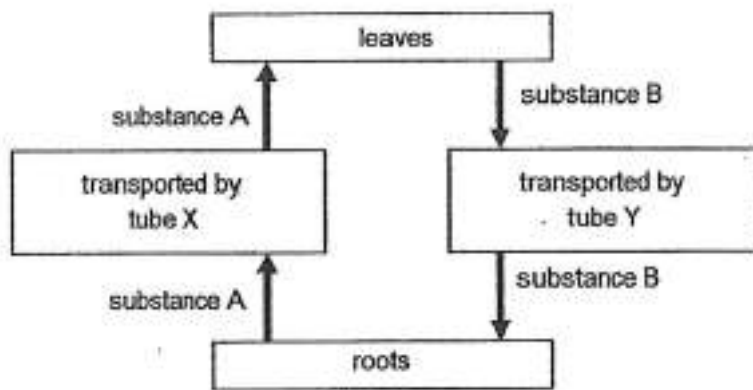 leaves
substance A
substance B
transported by
tube X
transported by
tube Y
substance A
substance B
roots